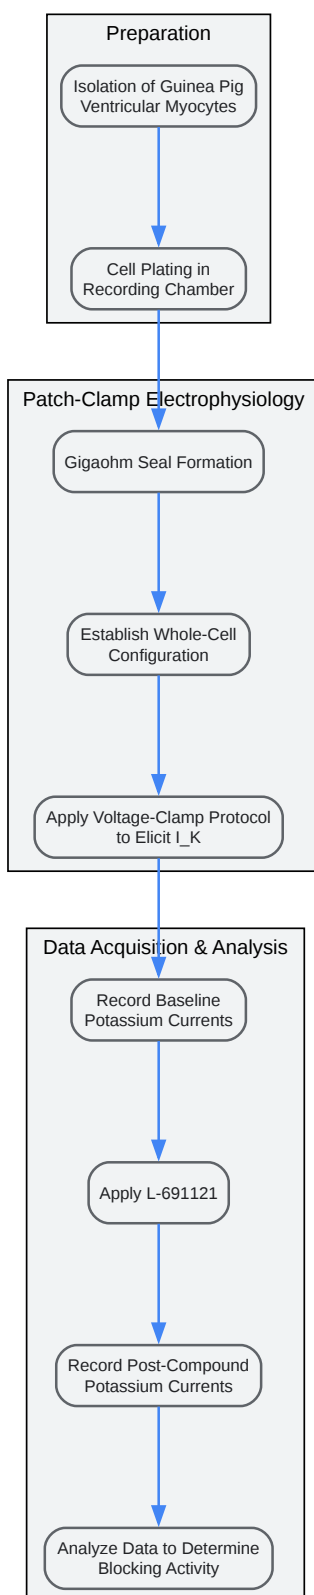 Preparation
Isolation of Guinea Pig
Ventricular Myocytes
Cell Plating in
Recording Chamber
Patch-Clamp Electrophysiology
Gigaohm Seal Formation
Establish Whole-Cell
Configuration
Apply Voltage-Clamp Protocol
to Elicit I_K
Data Acquisition & Analysis
Record Baseline
Potassium Currents
Apply L-691121
Record Post-Compound
Potassium Currents
Analyze Data to Determine
Blocking Activity